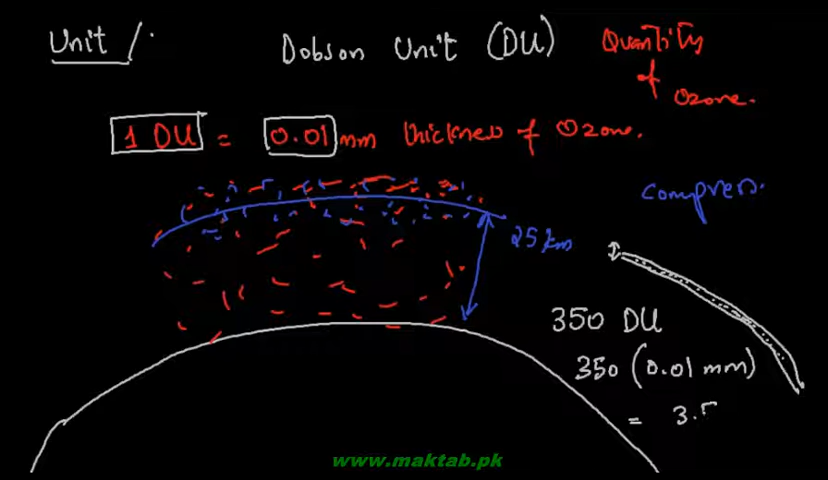 Unit / Dobson Unit (DU) Quantity
of
Ozone.
1 DU = 0.01 mm thickness of Ozone.
compress.
25 km
350 DU
350 (0.01 mm)
= 3.5
www.maktab.pk